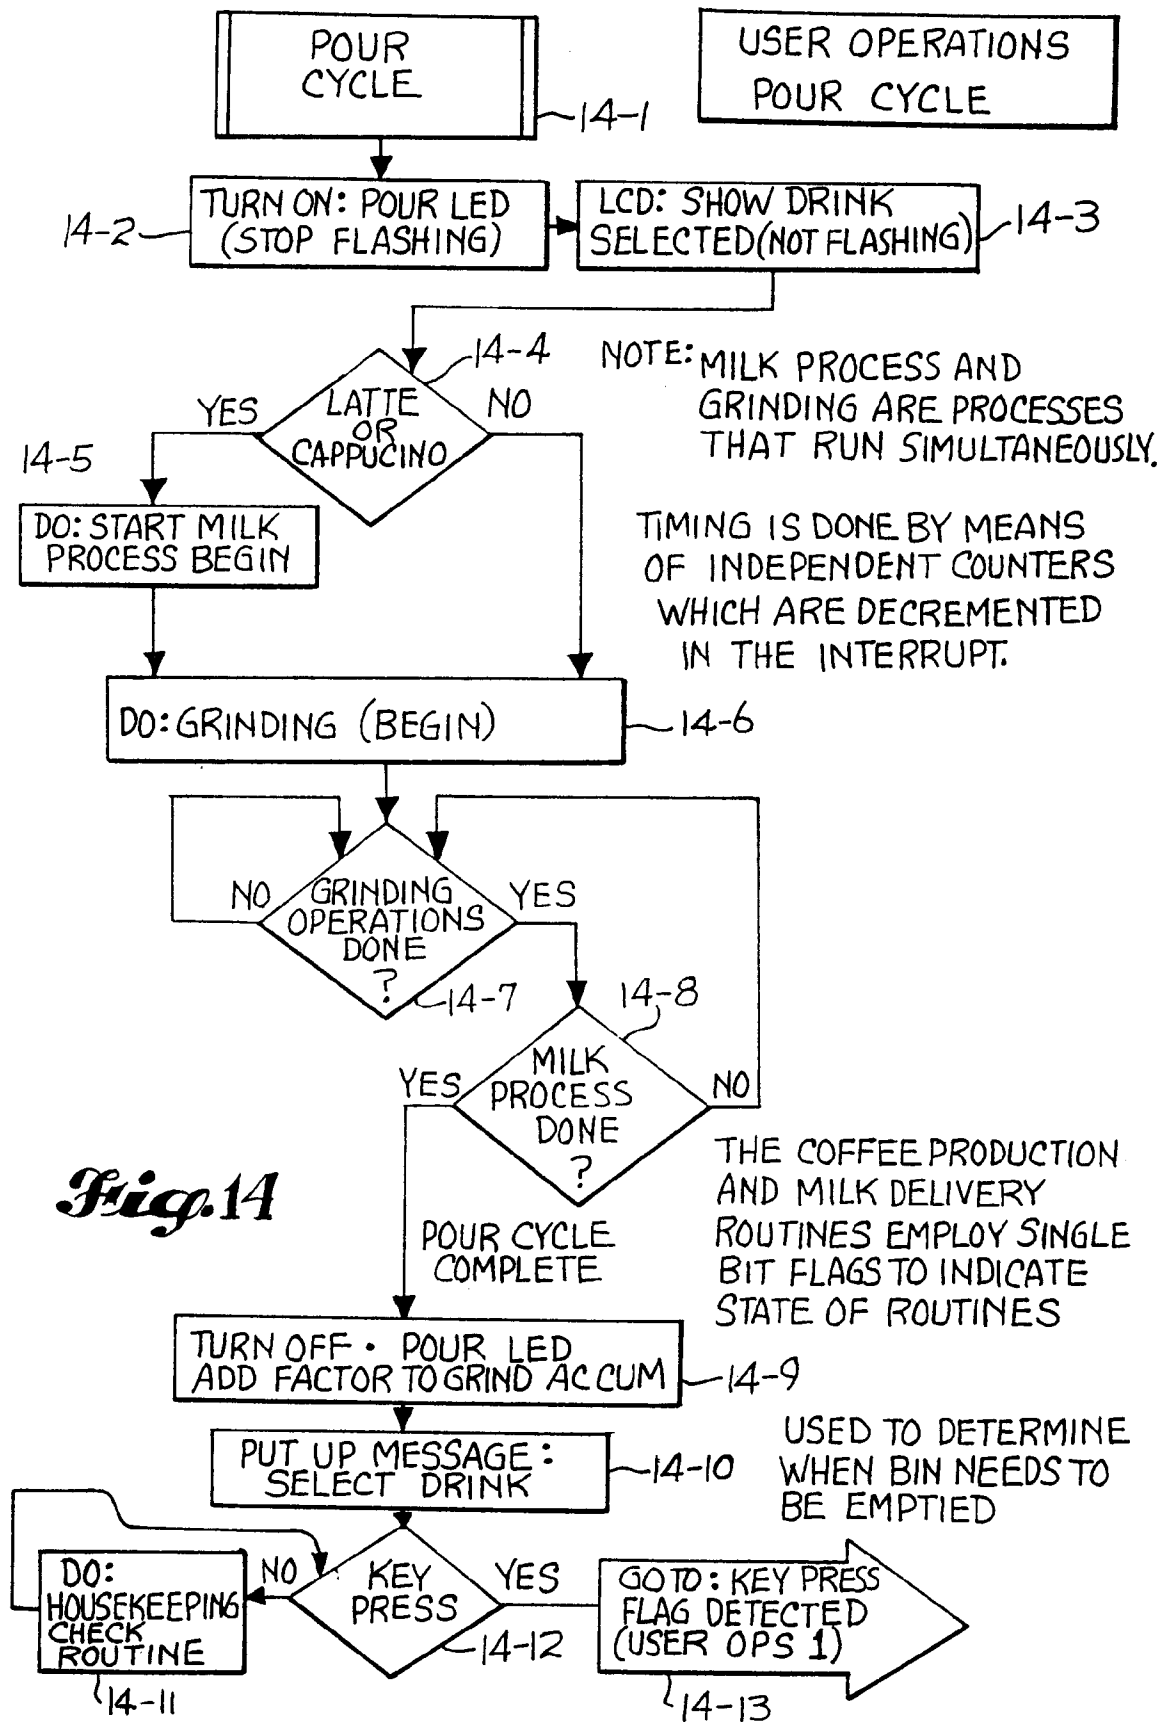 POUR
CYCLE
14-1
USER OPERATIONS
POUR CYCLE
TURN ON: POUR LED
(STOP FLASHING)
14-2
LCD: SHOW DRINK
SELECTED(NOT FLASHING)
14-3
14-4
LATTE
OR
CAPPUCINO
YES
NO
NOTE: MILK PROCESS AND
GRINDING ARE PROCESSES
THAT RUN SIMULTANEOUSLY.
14-5
DO: START MILK
PROCESS BEGIN
TIMING IS DONE BY MEANS
OF INDEPENDENT COUNTERS
WHICH ARE DECREMENTED
IN THE INTERRUPT.
DO: GRINDING (BEGIN)
14-6
NO
GRINDING
OPERATIONS
DONE
?
YES
14-7
14-8
YES
MILK
PROCESS
DONE
?
NO
THE COFFEE PRODUCTION
AND MILK DELIVERY
ROUTINES EMPLOY SINGLE
BIT FLAGS TO INDICATE
STATE OF ROUTINES
Fig. 14
POUR CYCLE
COMPLETE
TURN OFF · POUR LED
ADD FACTOR TO GRIND ACCUM
14-9
PUT UP MESSAGE:
SELECT DRINK
14-10
USED TO DETERMINE
WHEN BIN NEEDS TO
BE EMPTIED
DO:
HOUSEKEEPING
CHECK
ROUTINE
14-11
NO
KEY
PRESS
YES
14-12
GO TO: KEY PRESS
FLAG DETECTED
(USER OPS 1)
14-13